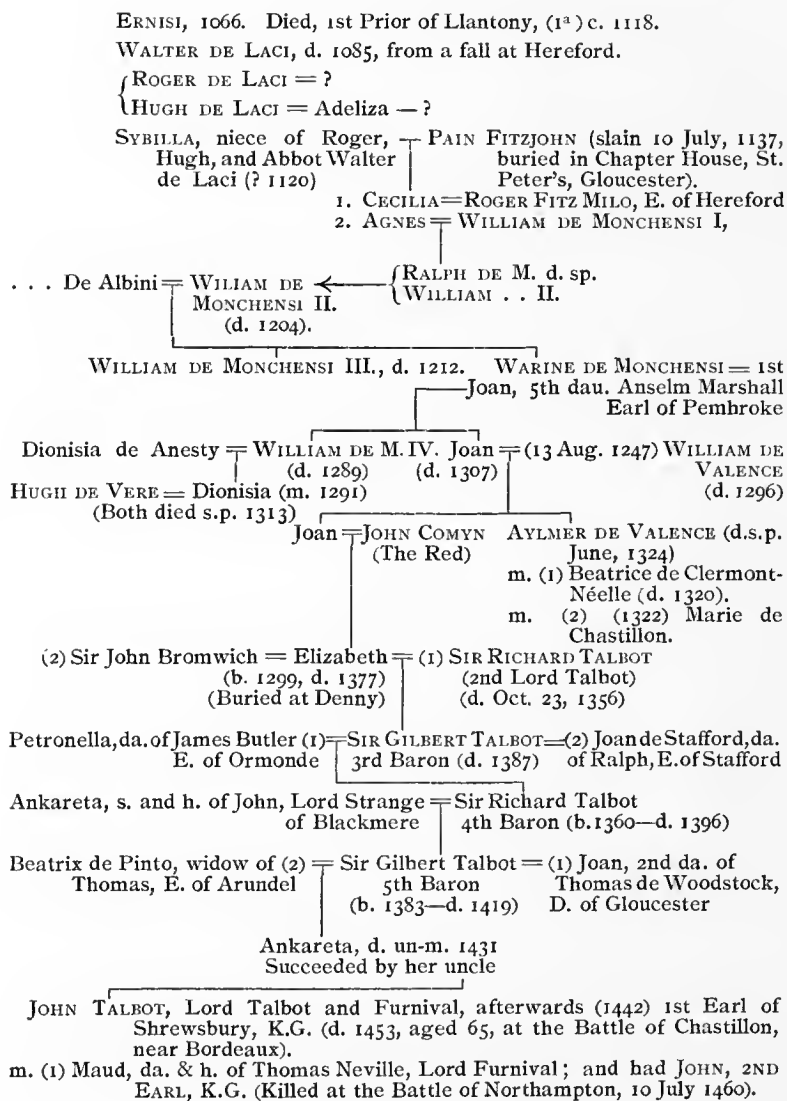 ERNISI, 1066. Died, 1st Prior of Llantony, (1ª) c. 1118.
WALTER DE LACI, d. 1085, from a fall at Hereford.
ROGER DE LACI = ?
HUGH DE LACI = Adeliza — ?
SYBILLA, niece of Roger, Hugh, and Abbot Walter de Laci (? 1120)
PAIN FITZJOHN (slain 10 July, 1137, buried in Chapter House, St. Peter's, Gloucester).
1. CECILIA = ROGER FITZ MILO, E. of Hereford
2. AGNES = WILLIAM DE MONCHENSI I,
. . . De Albini = WILIAM DE MONCHENSI II. (d. 1204).
RALPH DE M. d. sp.
WILLIAM . . II.
WILLIAM DE MONCHENSI III., d. 1212. WARINE DE MONCHENSI = 1st
Joan, 5th dau. Anselm Marshall
Earl of Pembroke
Dionisia de Anesty = WILLIAM DE M. IV. Joan = (13 Aug. 1247) WILLIAM DE
(d. 1289) (d. 1307) VALENCE
HUGH DE VERE = Dionisia (m. 1291) (d. 1296)
(Both died s.p. 1313)
Joan = JOHN COMYN
(The Red)
AYLMER DE VALENCE (d.s.p.
June, 1324)
m. (1) Beatrice de Clermont-
Néelle (d. 1320).
m. (2) (1322) Marie de
Chastillon.
(2) Sir John Bromwich = Elizabeth = (1) SIR RICHARD TALBOT
(b. 1299, d. 1377) (2nd Lord Talbot)
(Buried at Denny) (d. Oct. 23, 1356)
Petronella, da. of James Butler (1) = SIR GILBERT TALBOT = (2) Joan de Stafford, da.
E. of Ormonde 3rd Baron (d. 1387) of Ralph, E. of Stafford
Ankareta, s. and h. of John, Lord Strange = Sir Richard Talbot
of Blackmere 4th Baron (b. 1360—d. 1396)
Beatrix de Pinto, widow of (2) = Sir Gilbert Talbot = (1) Joan, 2nd da. of
Thomas, E. of Arundel 5th Baron Thomas de Woodstock,
(b. 1383—d. 1419) D. of Gloucester
Ankareta, d. un-m. 1431
Succeeded by her uncle
JOHN TALBOT, Lord Talbot and Furnival, afterwards (1442) 1st Earl of
Shrewsbury, K.G. (d. 1453, aged 65, at the Battle of Chastillon,
near Bordeaux).
m. (1) Maud, da. & h. of Thomas Neville, Lord Furnival; and had JOHN, 2ND
EARL, K.G. (Killed at the Battle of Northampton, 10 July 1460).